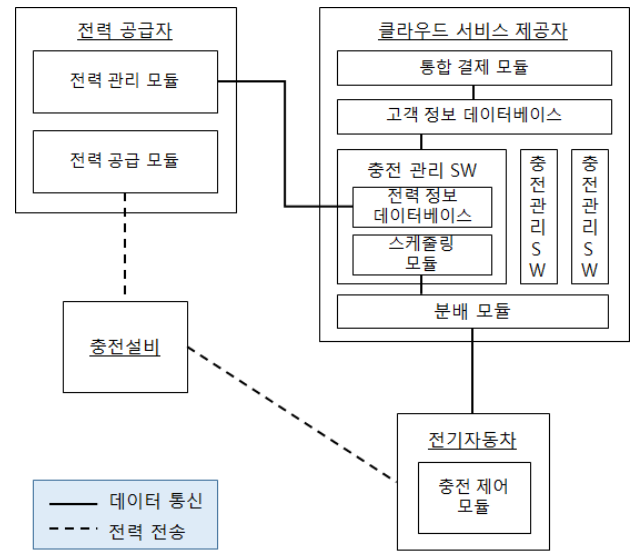 전력 공급자
전력 관리 모듈
전력 공급 모듈
충전설비
클라우드 서비스 제공자
통합 결제 모듈
고객 정보 데이터베이스
충전 관리 SW
전력 정보
데이터베이스
스케줄링
모듈
충
전
관
리
S
W
충
전
관
리
S
W
분배 모듈
전기자동차
충전 제어
모듈
데이터 통신
전력 전송